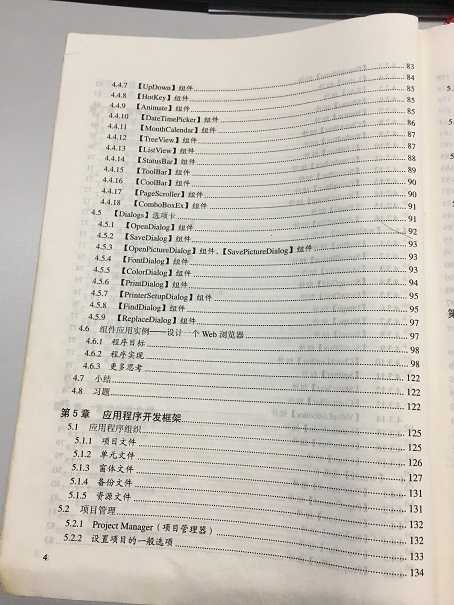 4.4.7 【UpDown】组件 83
4.4.8 【HotKey】组件 84
4.4.9 【Animate】组件 85
4.4.10 【DateTimePicker】组件 85
4.4.11 【MonthCalendar】组件 85
4.4.12 【TreeView】组件 86
4.4.13 【ListView】组件 87
4.4.14 【StatusBar】组件 87
4.4.15 【ToolBar】组件 88
4.4.16 【CoolBar】组件 89
4.4.17 【PageScroller】组件 90
4.4.18 【ComboBoxEx】组件 90
4.5 【Dialogs】选项卡 91
4.5.1 【OpenDialog】组件 91
4.5.2 【SaveDialog】组件 92
4.5.3 【OpenPictureDialog】组件、【SavePictureDialog】组件 93
4.5.4 【FontDialog】组件 93
4.5.5 【ColorDialog】组件 93
4.5.6 【PrintDialog】组件 94
4.5.7 【PrinterSetupDialog】组件 95
4.5.8 【FindDialog】组件 95
4.5.9 【ReplaceDialog】组件 96
4.6 组件应用实例——设计一个 Web 浏览器 97
4.6.1 程序目标 97
4.6.2 程序实现 98
4.6.3 更多思考 98
4.7 小结 122
4.8 习题 122
第 5 章 应用程序开发框架 125
5.1 应用程序组织 125
5.1.1 项目文件 126
5.1.2 单元文件 127
5.1.3 窗体文件 131
5.1.4 备份文件 131
5.1.5 资源文件 132
5.2 项目管理 132
5.2.1 Project Manager（项目管理器） 133
5.2.2 设置项目的一般选项 134
4